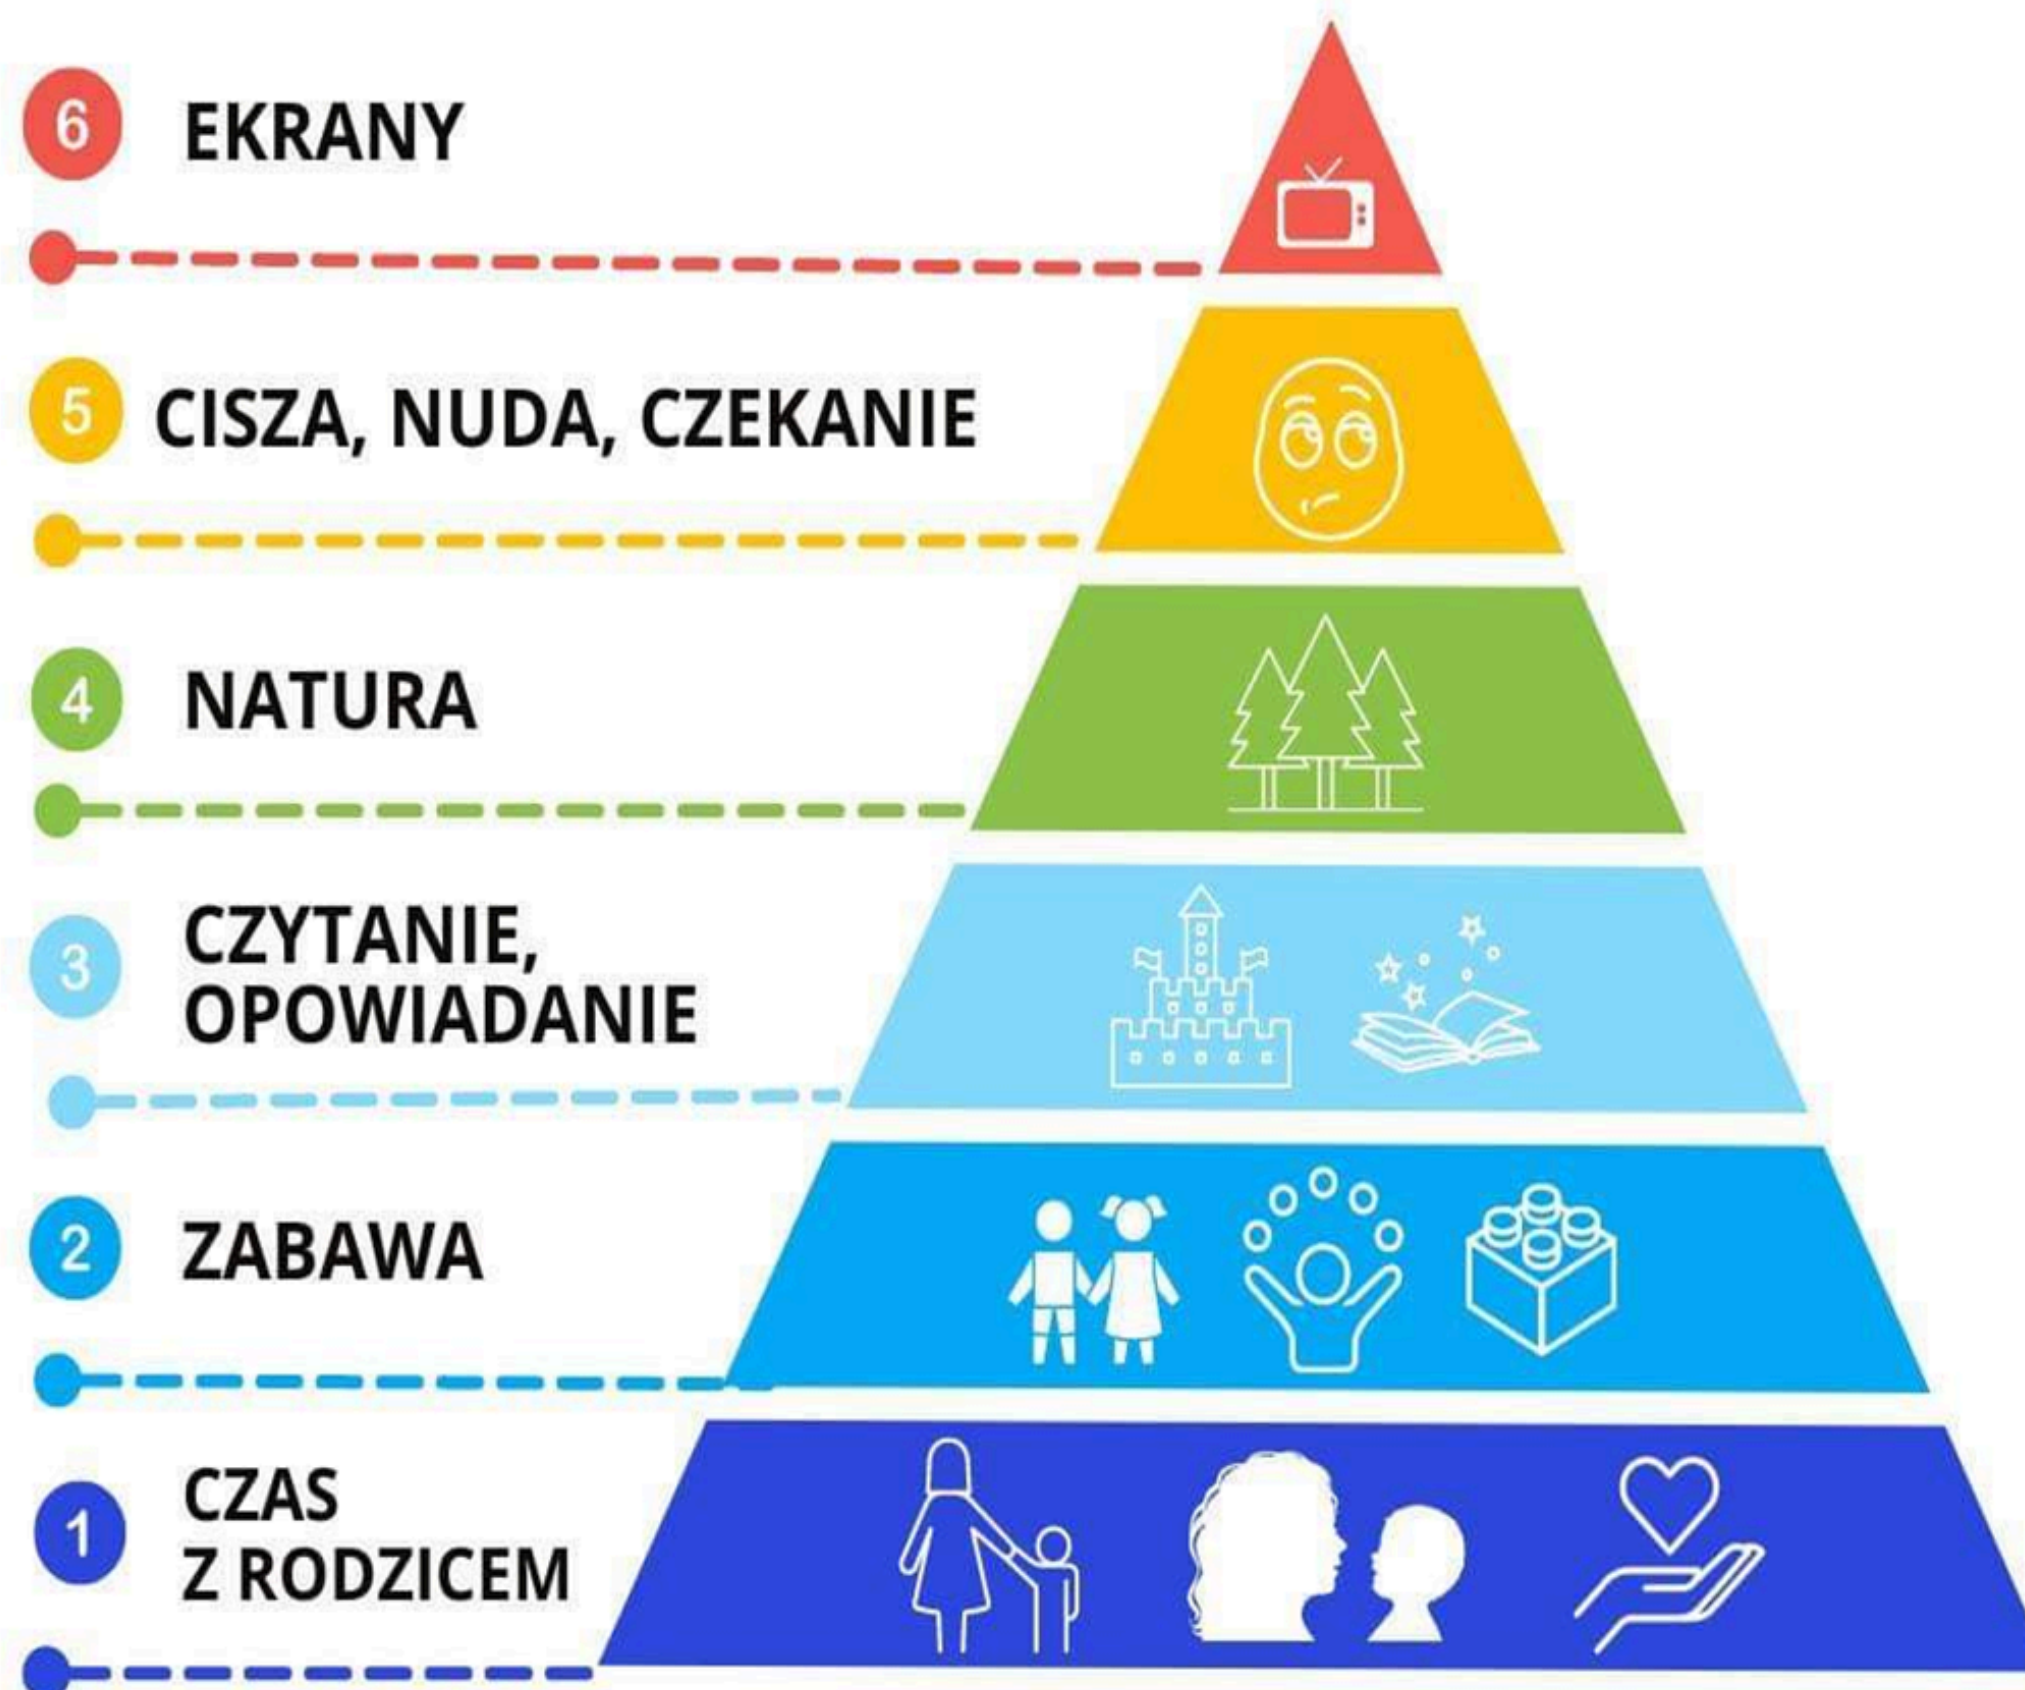 6 EKRANY
5 CISZA, NUDA, CZEKANIE
4 NATURA
3 CZYTANIE,
OPOWIADANIE
2 ZABAWA
1 CZAS
Z RODZICEM